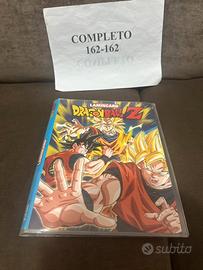 COMPLETO
162-162
LAMINCARDS
DRAGON BALL Z
subito